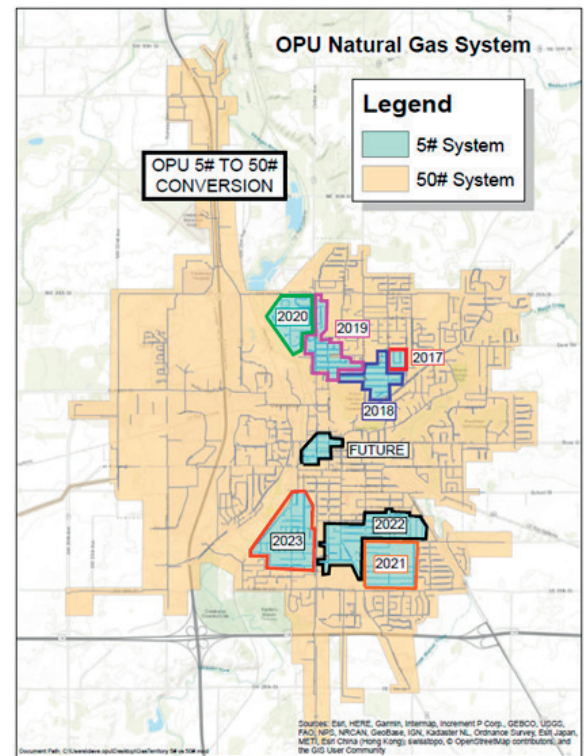 OPU Natural Gas System
Legend
5# System
50# System
OPU 5# TO 50#
CONVERSION
2020
2019
2017
2018
FUTURE
2022
2023
2021
Sources: Esri, HERE, Garmin, Intermap, Increment P Corp., GEBCO, USGS,
FAO, NPS, NRCAN, GeoBase, IGN, Kadaster NL, Ordnance Survey, Esri Japan,
METI, Esri China (Hong Kong), swisstopo, © OpenStreetMap contributors, and
the GIS User Community